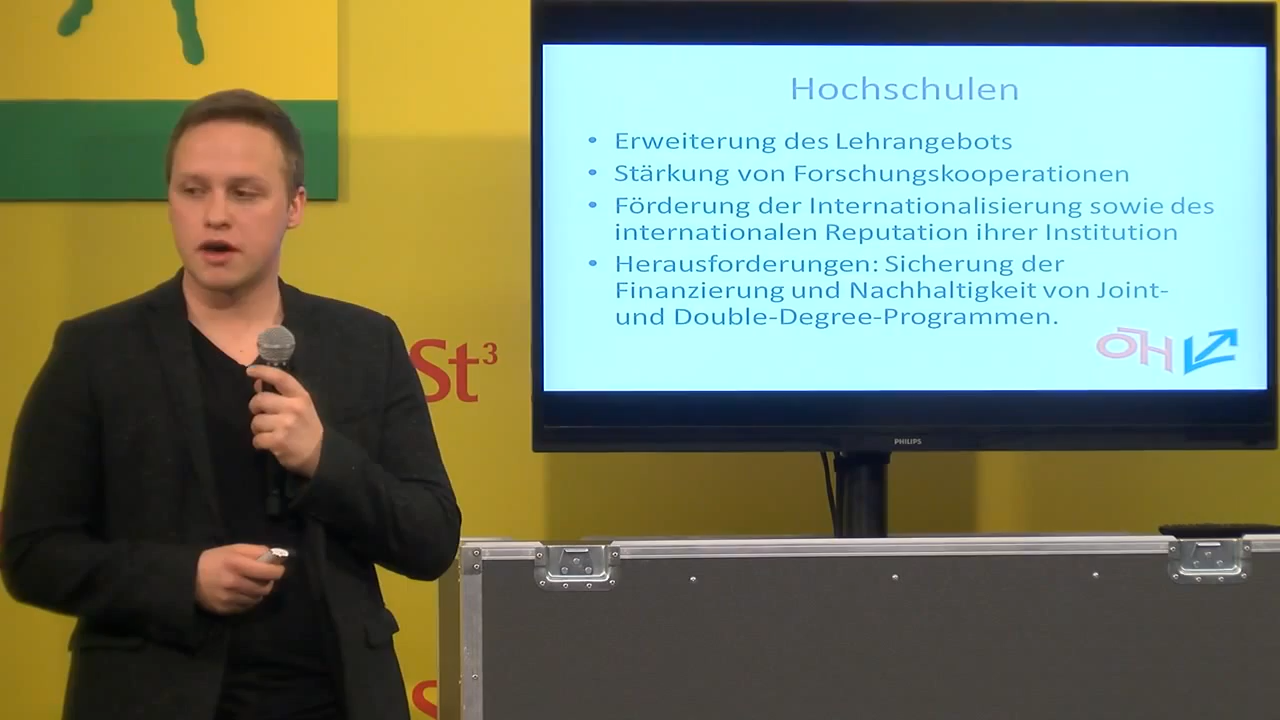 Hochschulen
• Erweiterung des Lehrangebots
• Stärkung von Forschungskooperationen
• Förderung der Internationalisierung sowie des
internationalen Reputation ihrer Institution
• Herausforderungen: Sicherung der
Finanzierung und Nachhaltigkeit von Joint-
und Double-Degree-Programmen.
ÖH
PHILIPS
St³